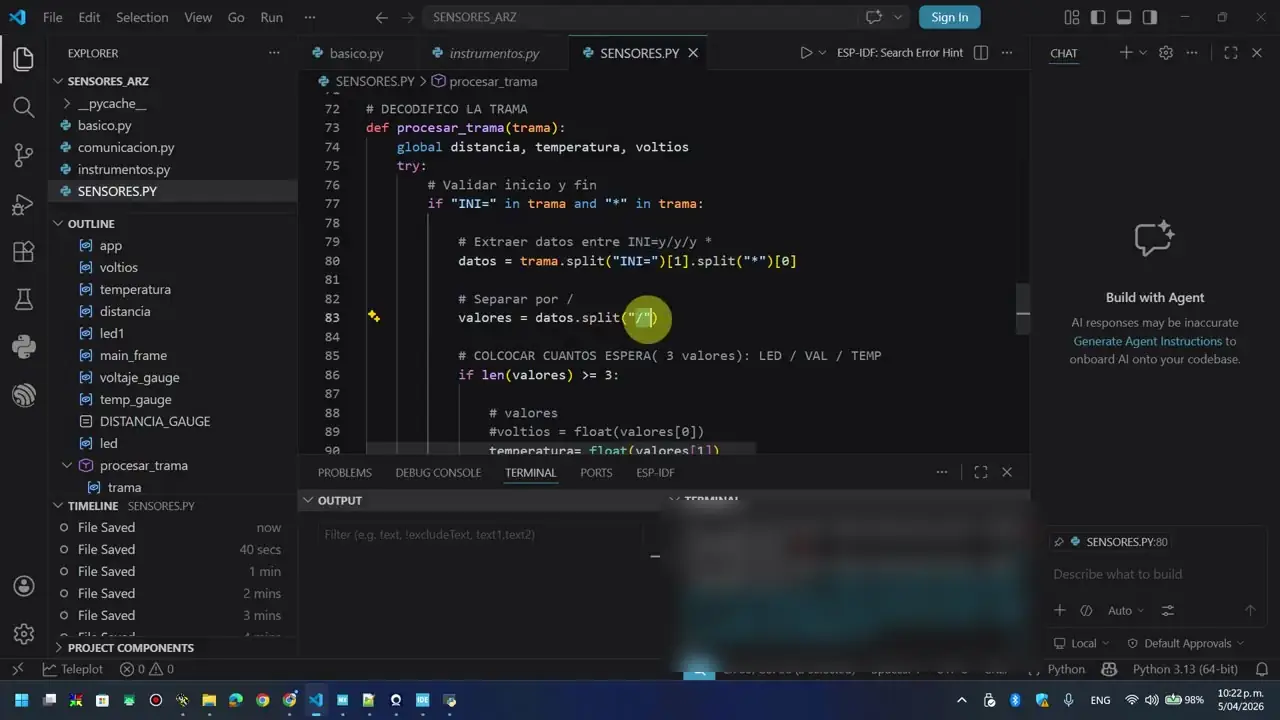 File Edit Selection View Go Run ··· SENSORES_ARZ Sign In
EXPLORER
SENSORES_ARZ
__pycache__
basico.py
comunicacion.py
instrumentos.py
SENSORES.PY
OUTLINE
app
voltios
temperatura
distancia
led1
main_frame
voltaje_gauge
temp_gauge
DISTANCIA_GAUGE
led
procesar_trama
trama
TIMELINE SENSORES.PY
File Saved now
File Saved 40 secs
File Saved 1 min
File Saved 2 mins
File Saved 3 mins
PROJECT COMPONENTS
basico.py instrumentos.py SENSORES.PY ESP-IDF: Search Error Hint
SENSORES.PY > procesar_trama
72 # DECODIFICO LA TRAMA
73 def procesar_trama(trama):
74 global distancia, temperatura, voltios
75 try:
76 # Validar inicio y fin
77 if "INI=" in trama and "*" in trama:
78
79 # Extraer datos entre INI=y/y/y *
80 datos = trama.split("INI=")[1].split("*")[0]
81
82 # Separar por /
83 valores = datos.split("/")
84
85 # COLCOCAR CUANTOS ESPERA( 3 valores): LED / VAL / TEMP
86 if len(valores) >= 3:
87
88 # valores
89 #voltios = float(valores[0])
90 temperatura= float(valores[1])
PROBLEMS DEBUG CONSOLE TERMINAL PORTS ESP-IDF
OUTPUT TERMINAL
Filter (e.g. text, !excludeText, text1,text2)
CHAT
Build with Agent
AI responses may be inaccurate
Generate Agent Instructions to
onboard AI onto your codebase.
SENSORES.PY:80
Describe what to build
Auto
Local Default Approvals
Teleplot 0 0 Python Python 3.13 (64-bit)
ENG 98% 10:22 p.m.
5/04/2026